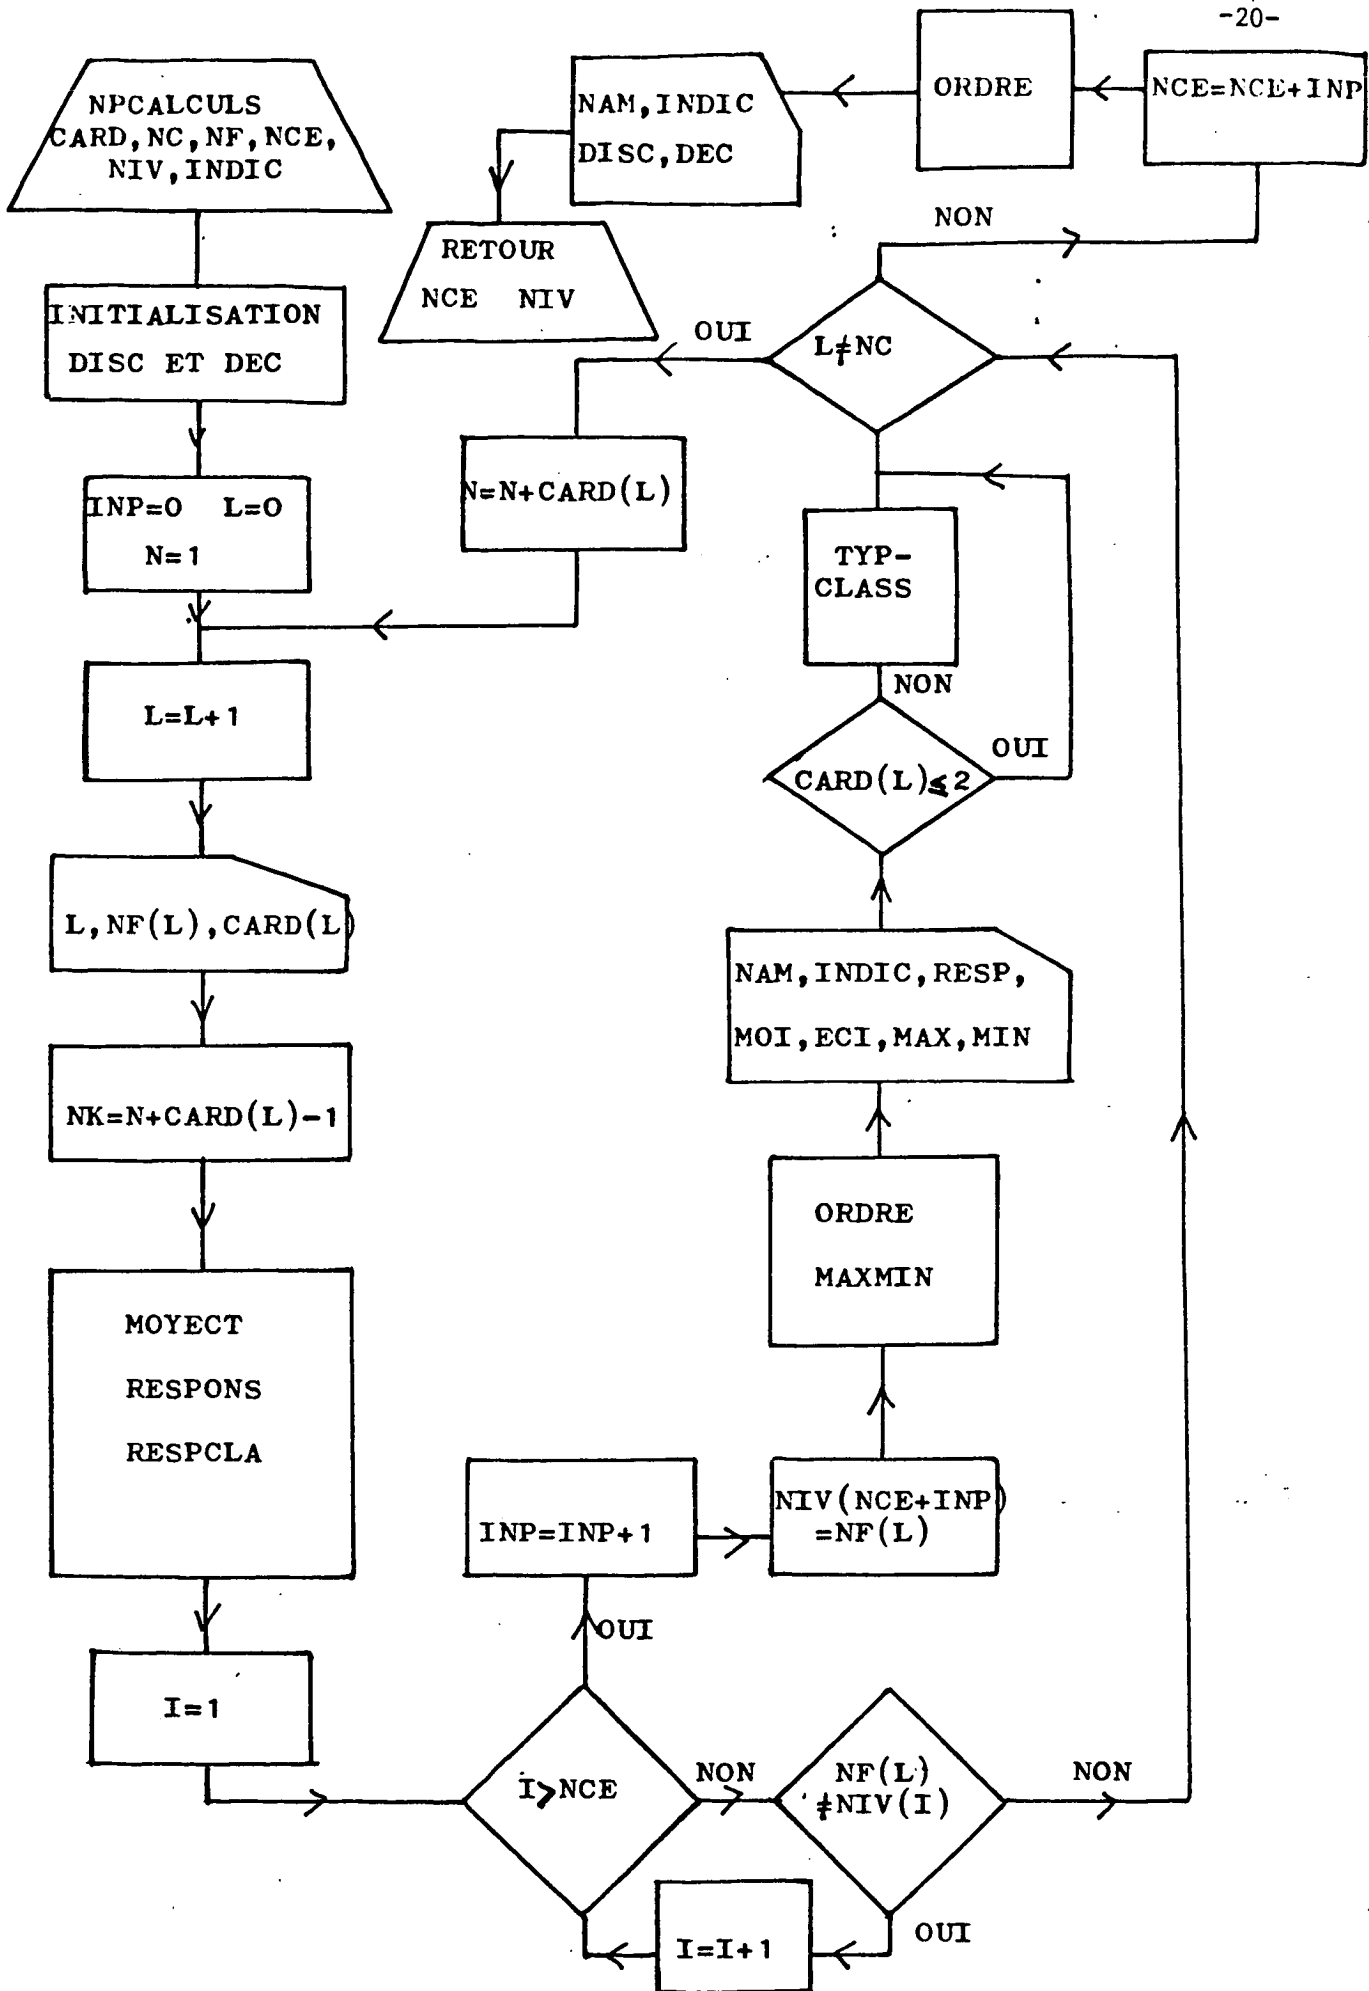 -20-
NPCALCULS
CARD,NC,NF,NCE,
NIV,INDIC
INITIALISATION
DISC ET DEC
INP=0 L=0
N=1
L=L+1
L,NF(L),CARD(L)
NK=N+CARD(L)-1
MOYECT
RESPONS
RESPCLA
I=1
I>NCE
NON
OUI
NF(L)
≠NIV(I)
NON
OUI
I=I+1
INP=INP+1
NIV(NCE+INP)
=NF(L)
ORDRE
MAXMIN
NAM,INDIC,RESP,
MOI,ECI,MAX,MIN
CARD(L)≤2
OUI
NON
TYP-
CLASS
L≠NC
OUI
NON
N=N+CARD(L)
NCE=NCE+INP
ORDRE
NAM,INDIC
DISC,DEC
RETOUR
NCE NIV